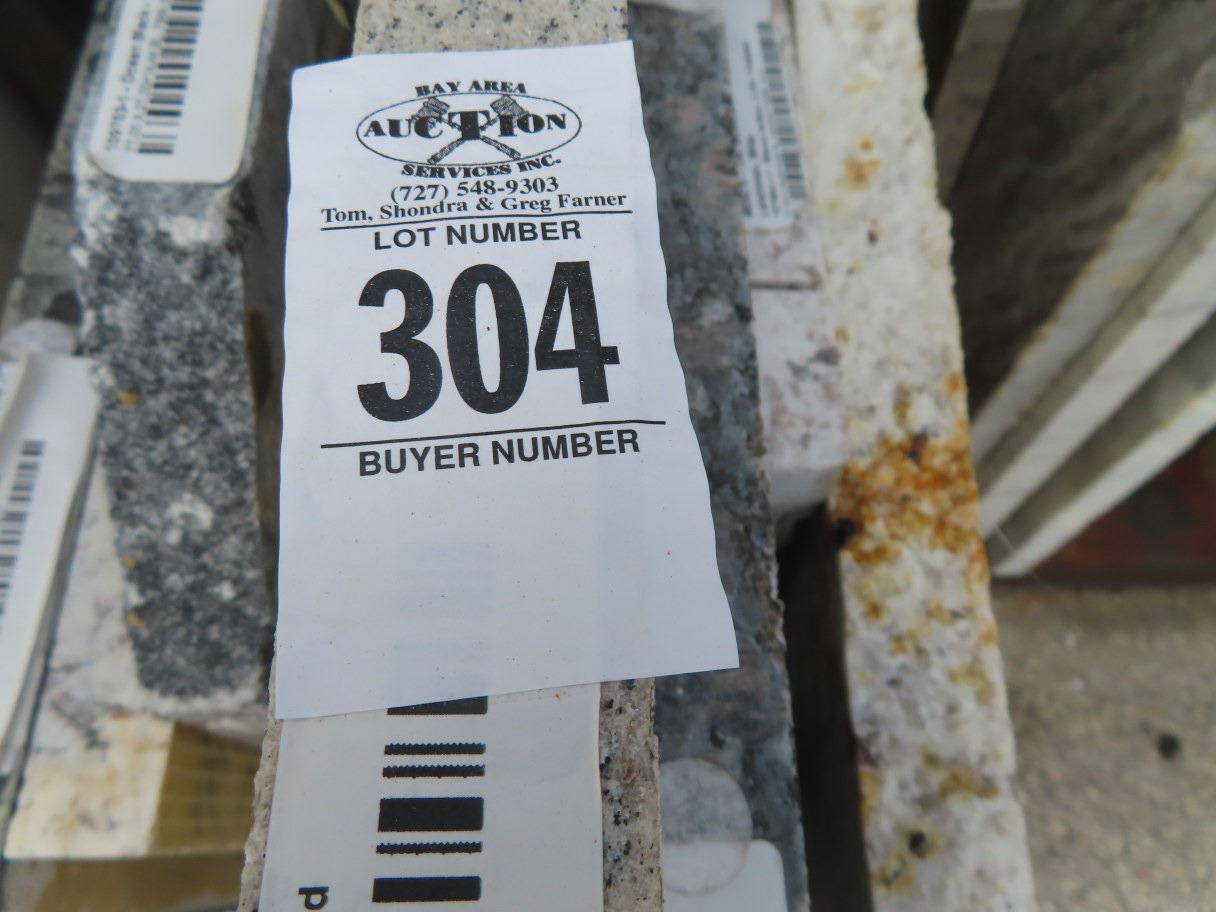 BAY AREA
AUCTION
SERVICES INC.
(727) 548-9303
Tom, Shondra & Greg Farner
LOT NUMBER
304
BUYER NUMBER